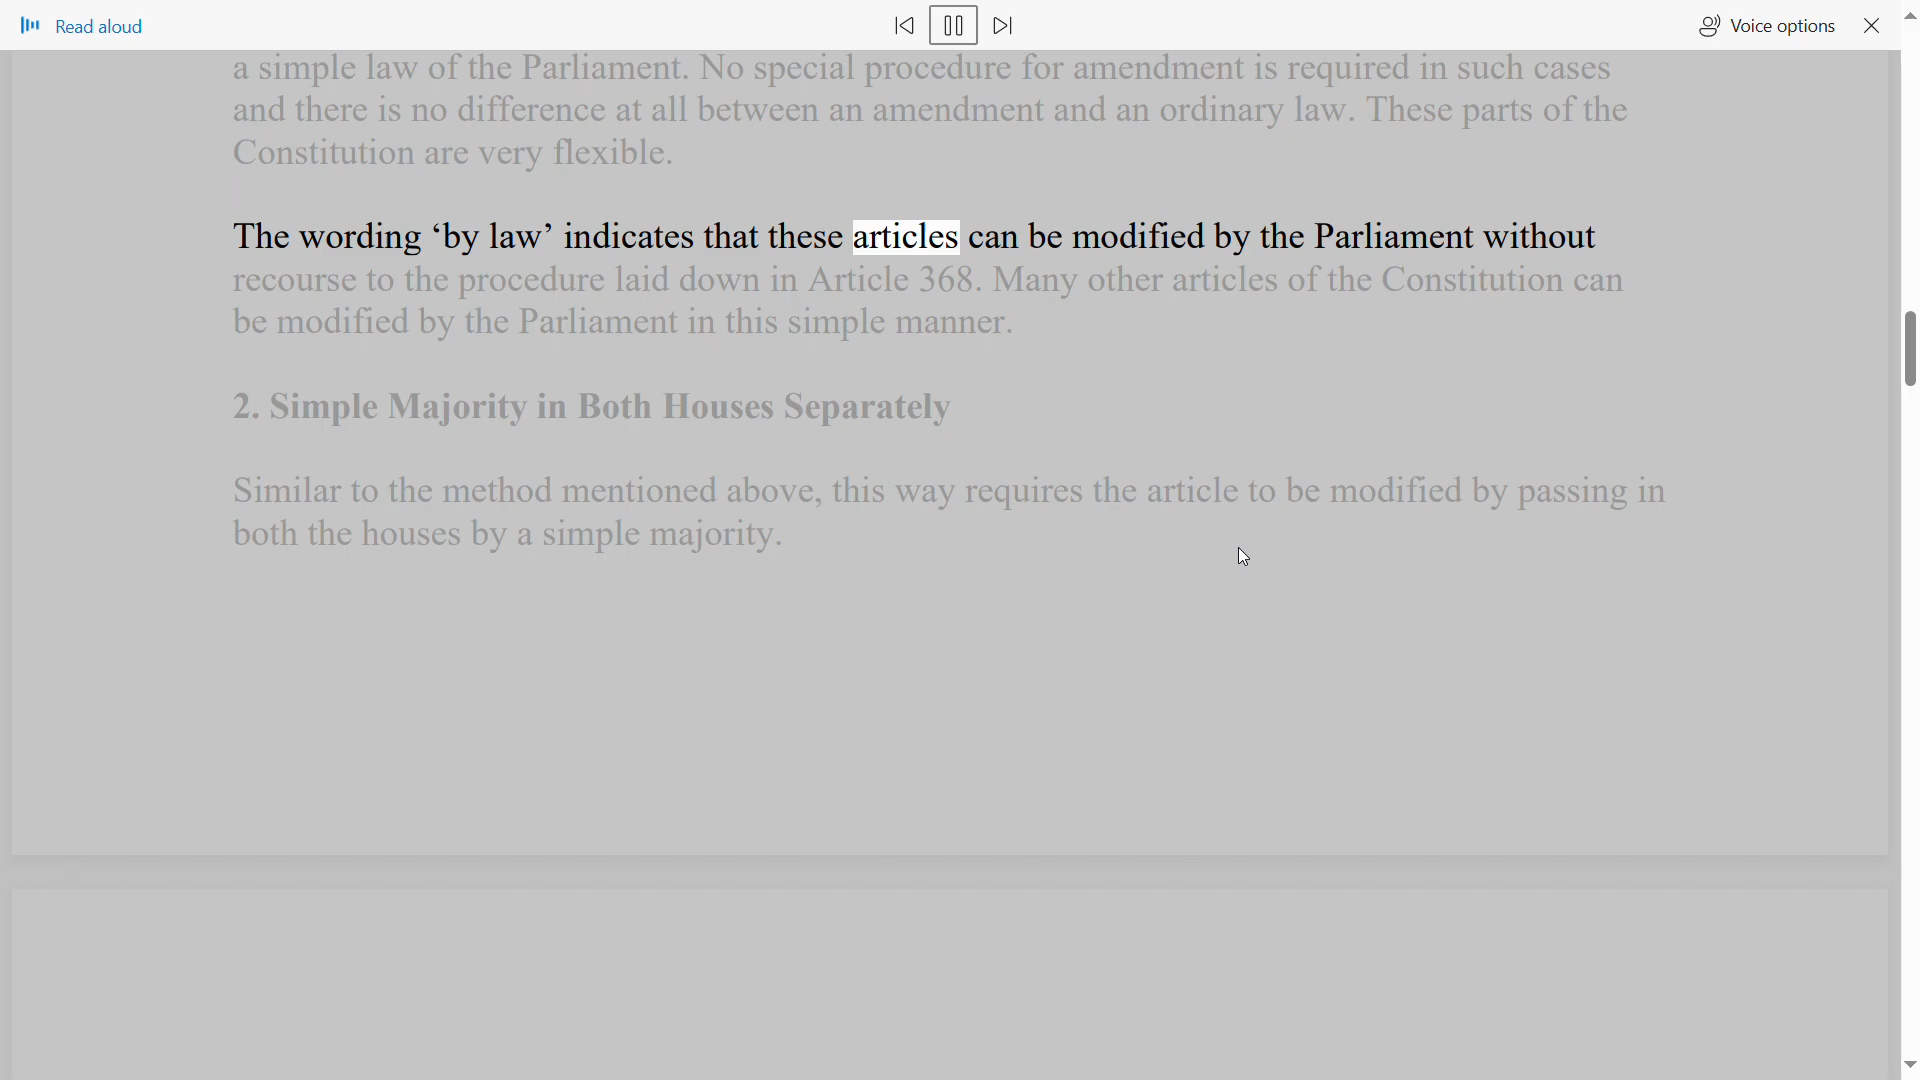 Read aloud
Voice options
a simple law of the Parliament. No special procedure for amendment is required in such cases
and there is no difference at all between an amendment and an ordinary law. These parts of the
Constitution are very flexible.
The wording ‘by law’ indicates that these articles can be modified by the Parliament without
recourse to the procedure laid down in Article 368. Many other articles of the Constitution can
be modified by the Parliament in this simple manner.
2. Simple Majority in Both Houses Separately
Similar to the method mentioned above, this way requires the article to be modified by passing in
both the houses by a simple majority.